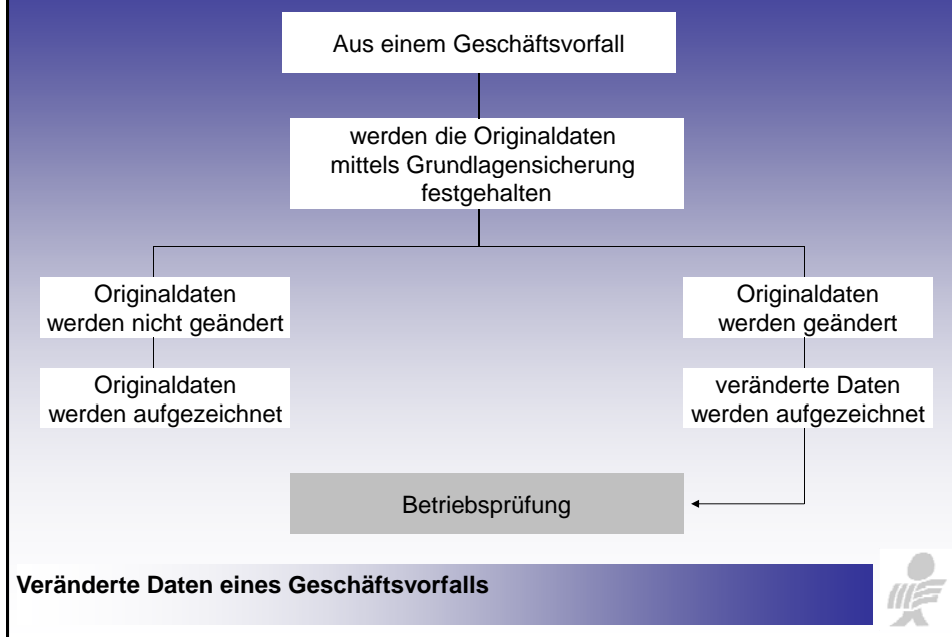 Aus einem Geschäftsvorfall
werden die Originaldaten
mittels Grundlagensicherung
festgehalten
Originaldaten
werden nicht geändert
Originaldaten
werden geändert
Originaldaten
werden aufgezeichnet
veränderte Daten
werden aufgezeichnet
Betriebsprüfung
Veränderte Daten eines Geschäftsvorfalls